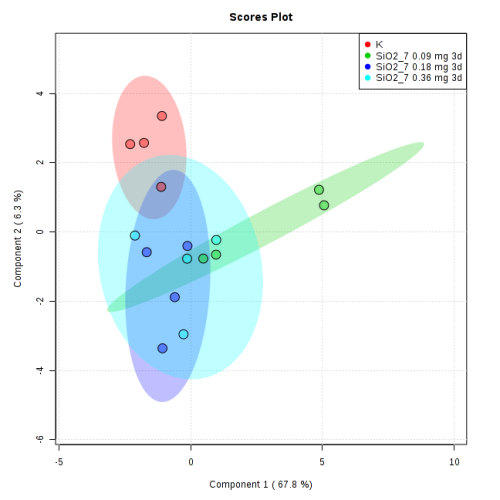 Scores Plot
K
SiO2_7 0.09 mg 3d
SiO2_7 0.18 mg 3d
SiO2_7 0.36 mg 3d
Component 2 ( 6.3 %)
4
2
0
-2
-4
-6
-5
0
5
10
Component 1 ( 67.8 %)